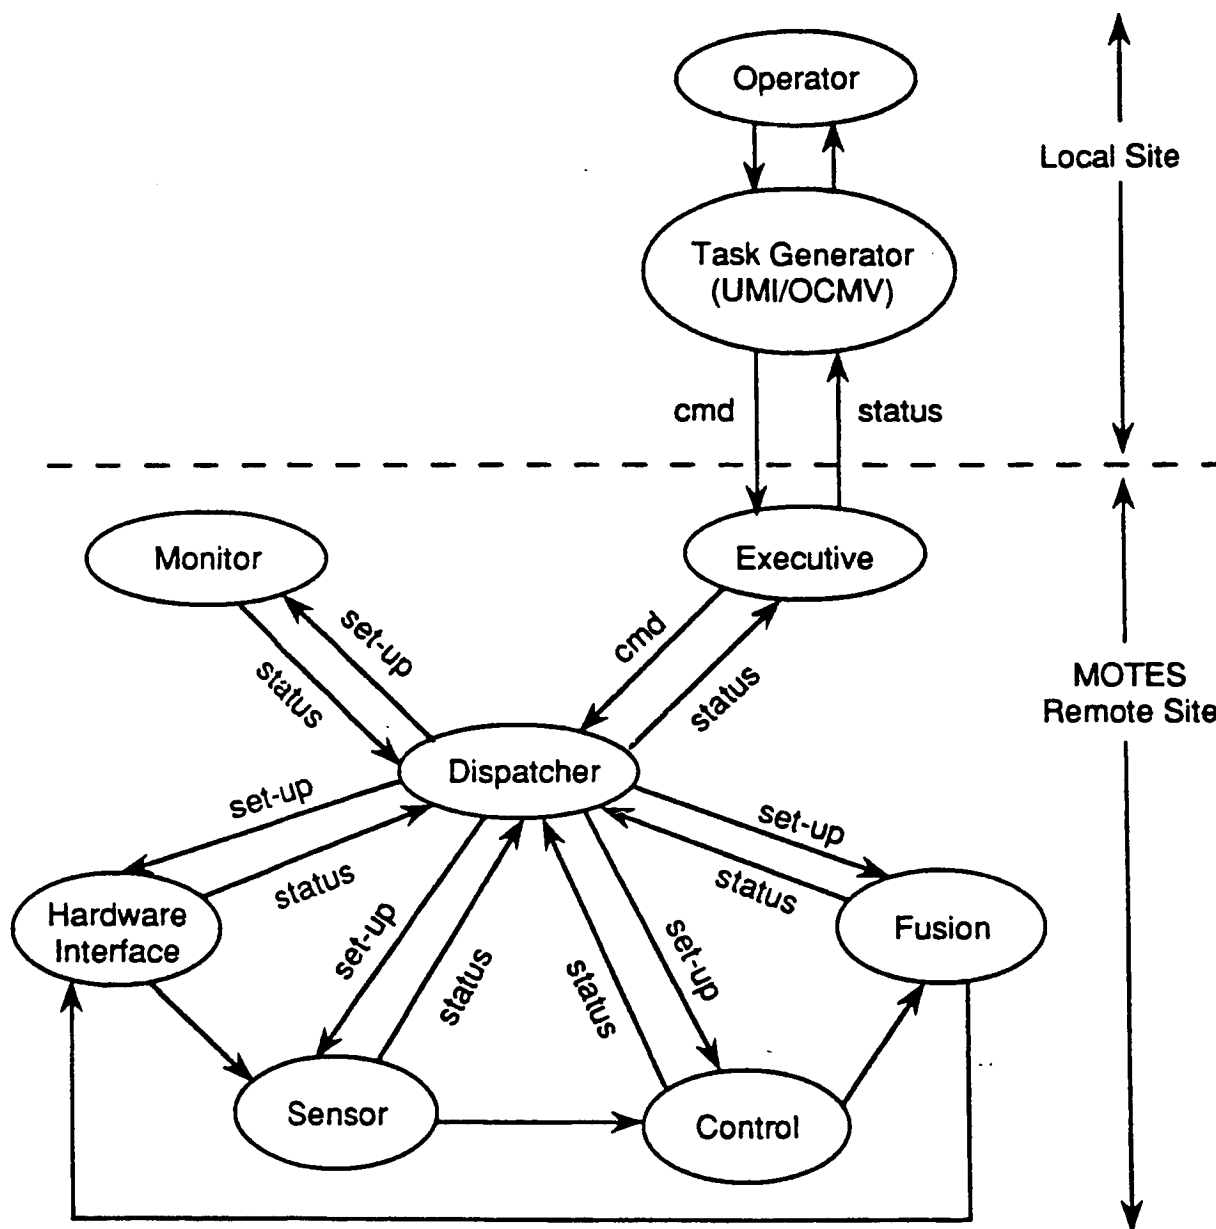 Operator
Local Site
Task Generator
(UMI/OCMV)
cmd
status
Monitor
Executive
set-up
status
cmd
status
MOTES
Remote Site
Dispatcher
set-up
status
set-up
status
Hardware
Interface
set-up
status
status
set-up
Fusion
Sensor
Control